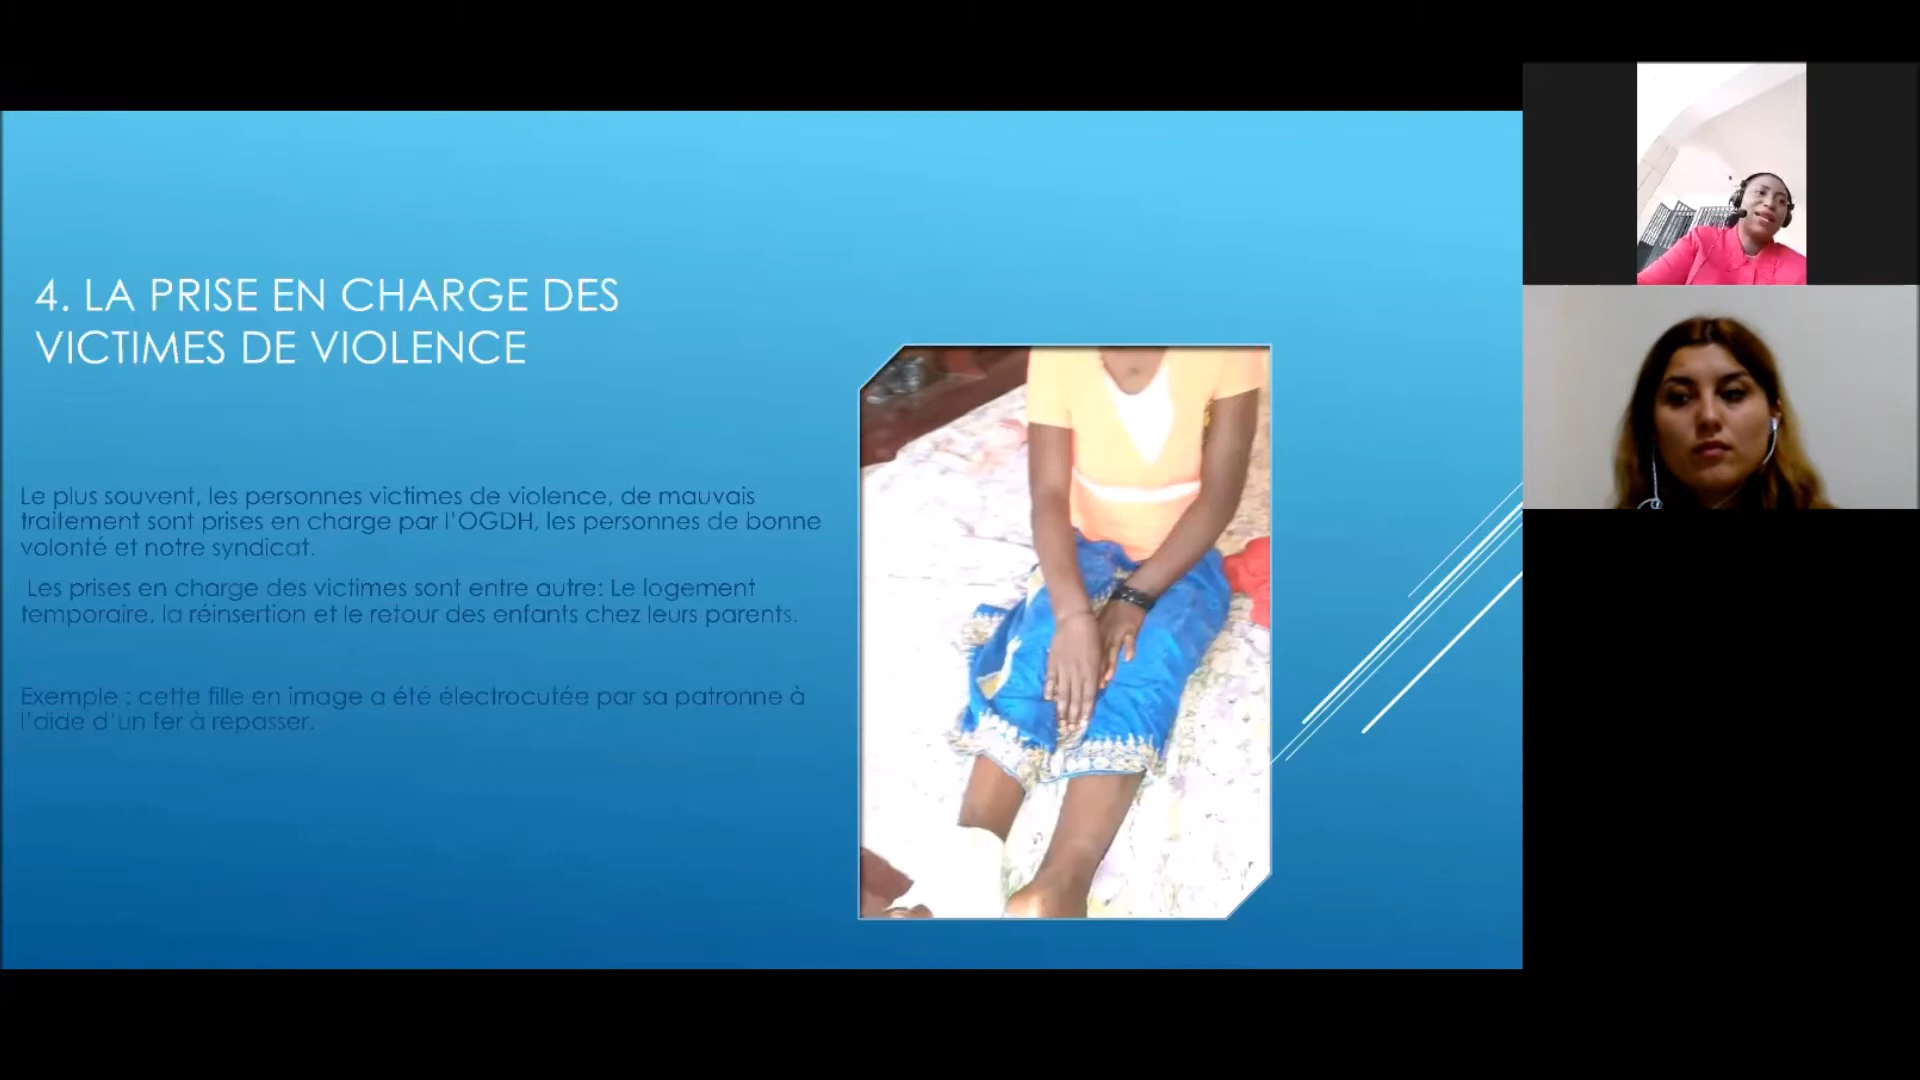 4. LA PRISE EN CHARGE DES
VICTIMES DE VIOLENCE
Le plus souvent, les personnes victimes de violence, de mauvais
traitement sont prises en charge par l'OGDH, les personnes de bonne
volonté et notre syndicat.
Les prises en charge des victimes sont entre autre: Le logement
temporaire, la réinsertion et le retour des enfants chez leurs parents.
Exemple : cette fille en image a été électrocutée par sa patronne à
l'aide d'un fer à repasser.